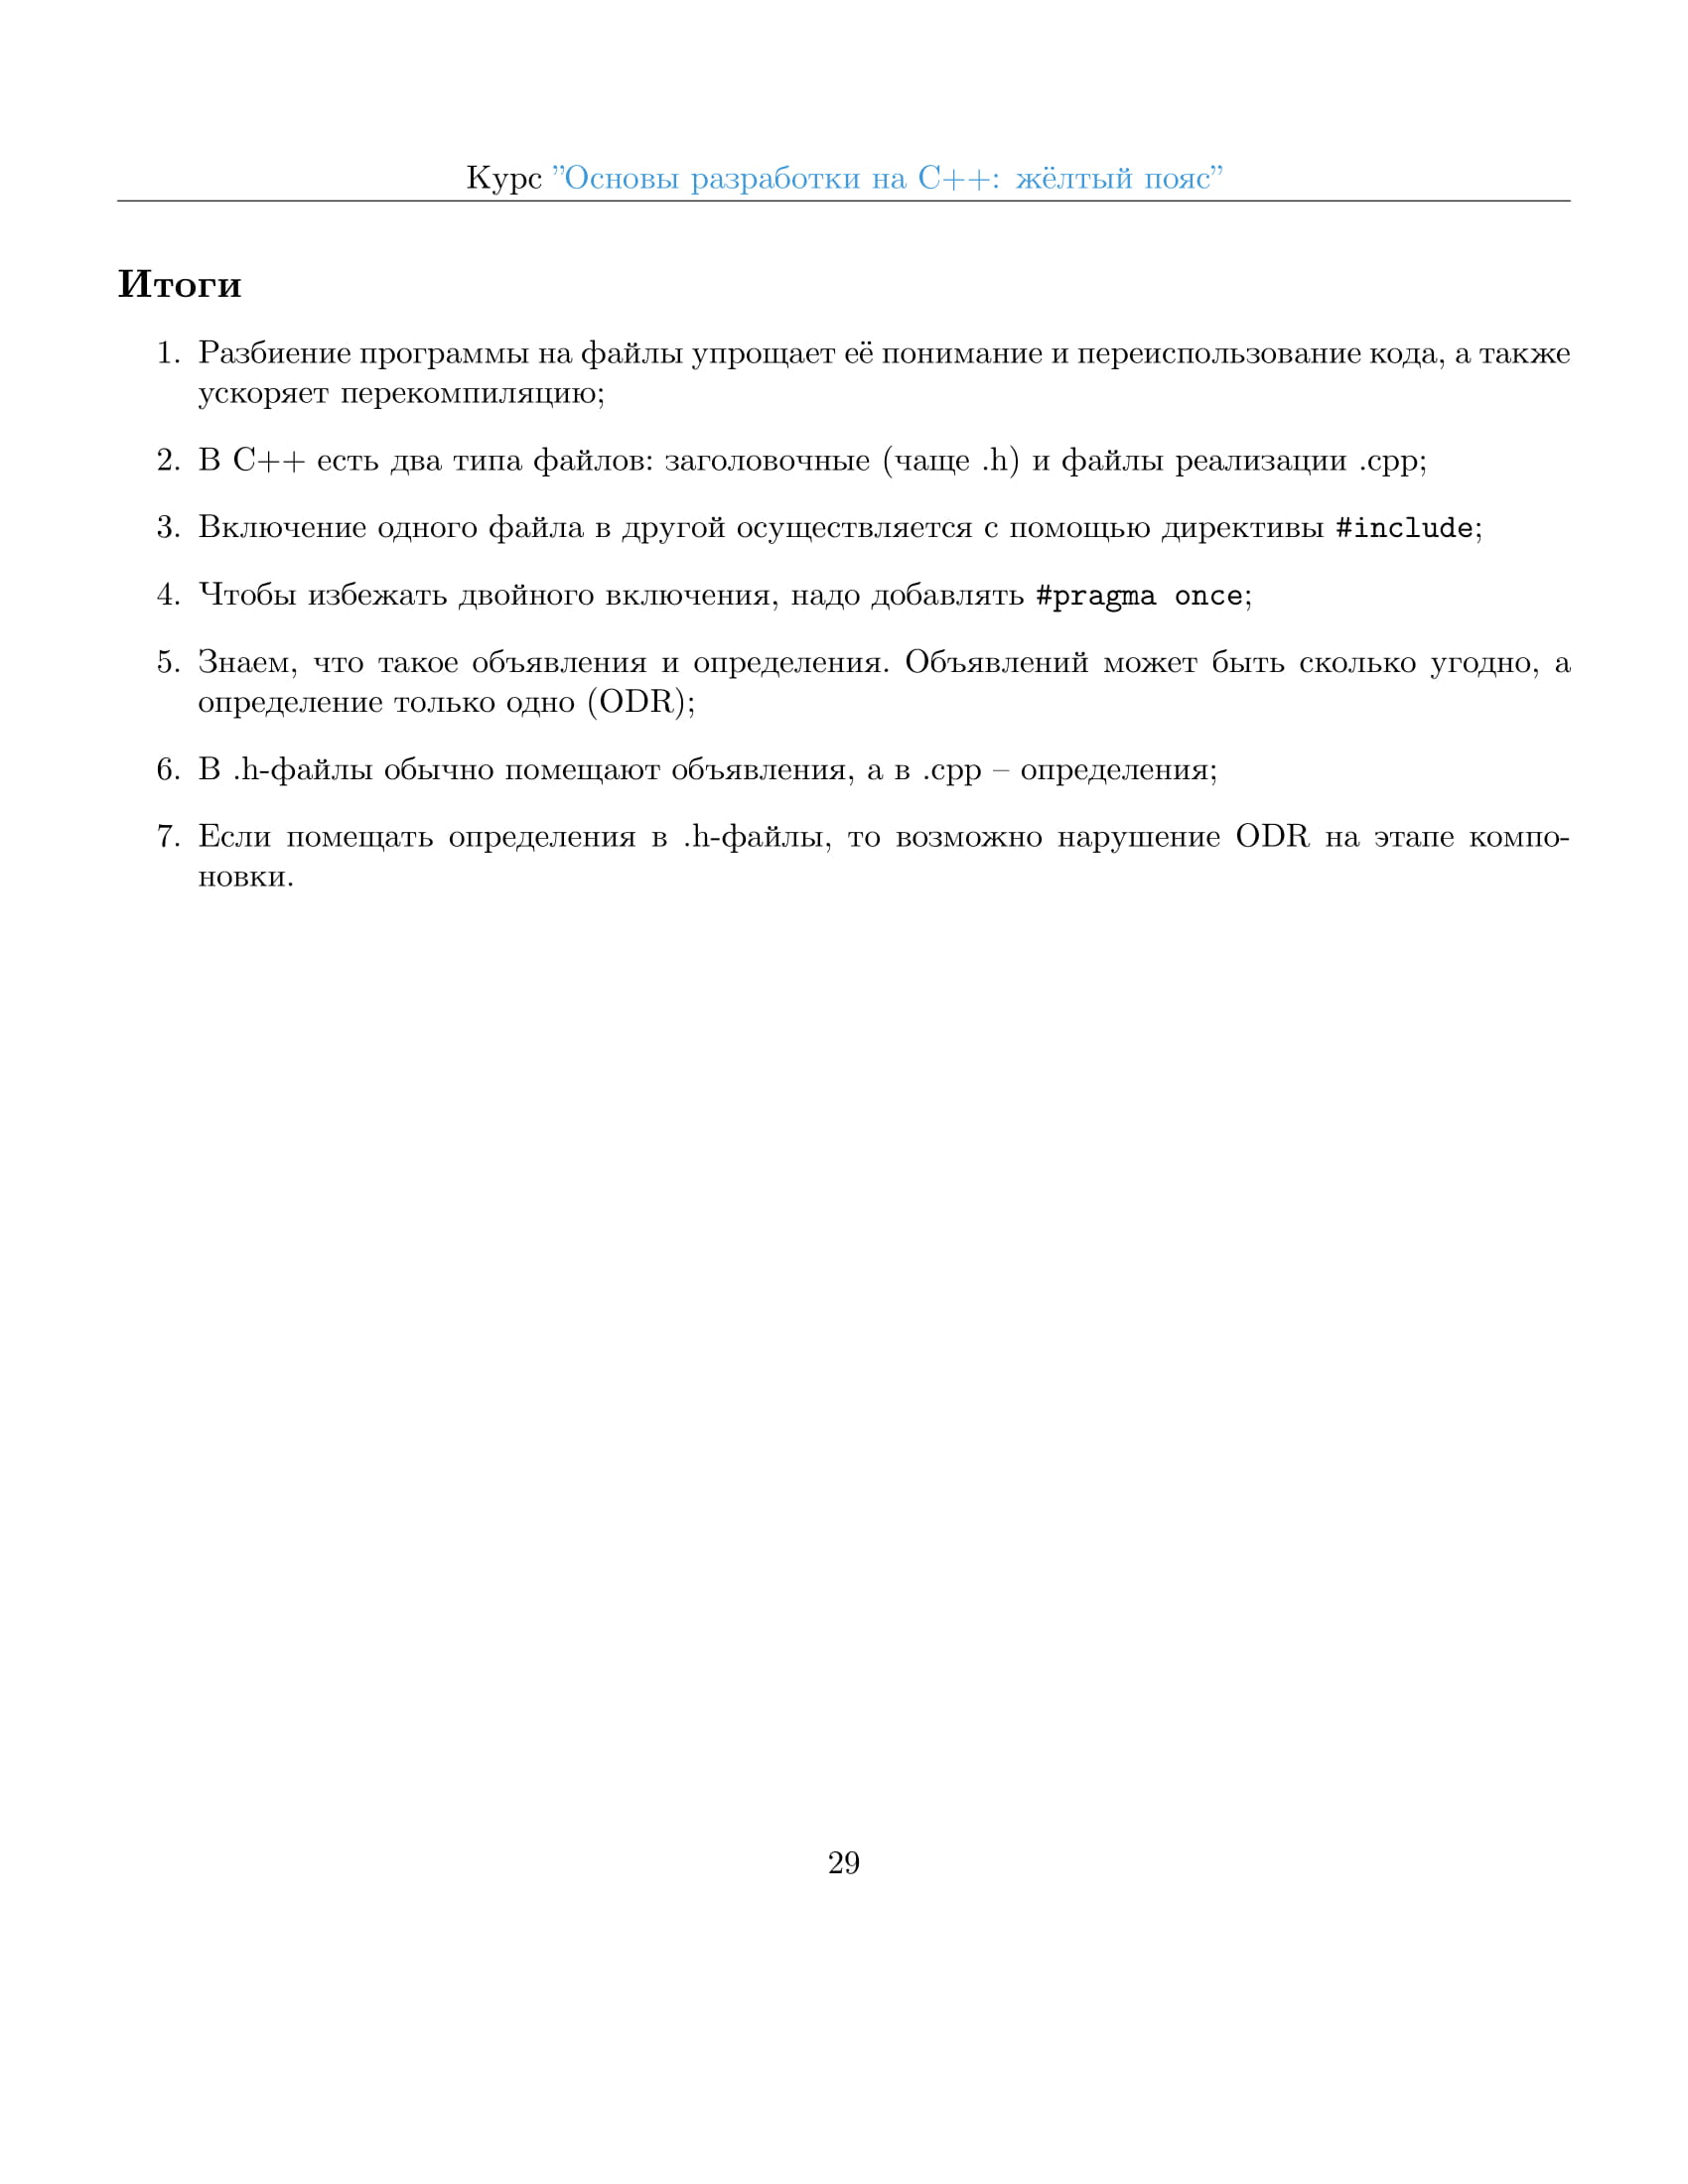 Курс ”Основы разработки на C++: жёлтый пояс”
Итоги
1. Разбиение программы на файлы упрощает её понимание и переиспользование кода, а также
ускоряет перекомпиляцию;
2. В C++ есть два типа файлов: заголовочные (чаще .h) и файлы реализации .cpp;
3. Включение одного файла в другой осуществляется с помощью директивы #include;
4. Чтобы избежать двойного включения, надо добавлять #pragma once;
5. Знаем, что такое объявления и определения. Объявлений может быть сколько угодно, а
определение только одно (ODR);
6. В .h-файлы обычно помещают объявления, а в .cpp – определения;
7. Если помещать определения в .h-файлы, то возможно нарушение ODR на этапе компо-
новки.
29